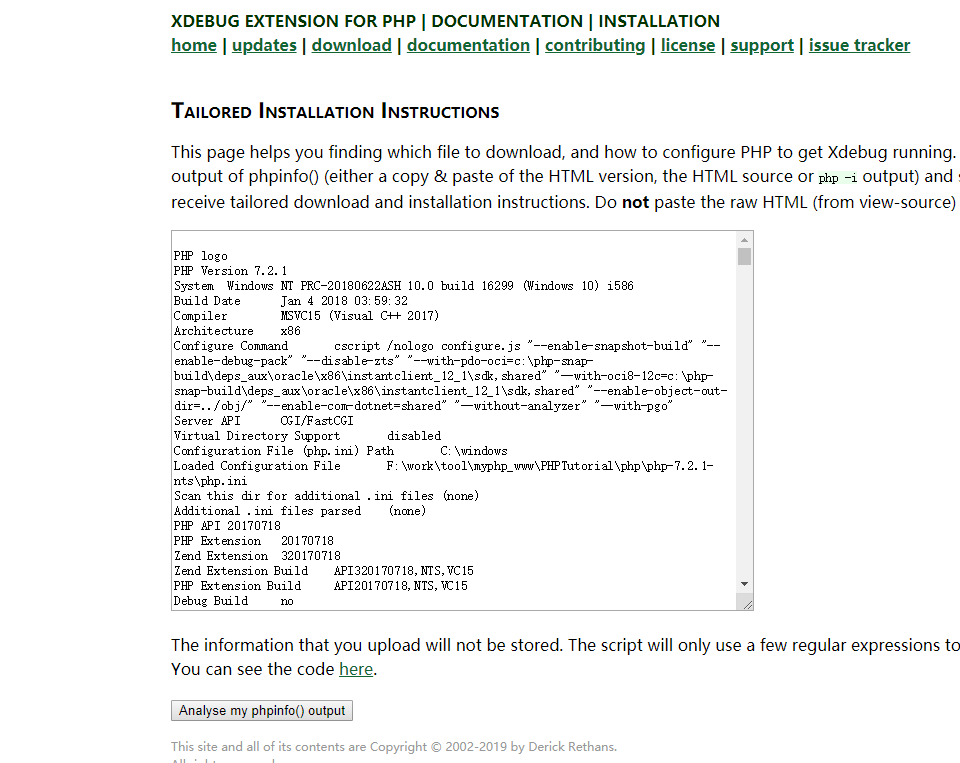 XDEBUG EXTENSION FOR PHP | DOCUMENTATION | INSTALLATION
home | updates | download | documentation | contributing | license | support | issue tracker
Tailored Installation Instructions
This page helps you finding which file to download, and how to configure PHP to get Xdebug running.
output of phpinfo() (either a copy & paste of the HTML version, the HTML source or php -i output) and
receive tailored download and installation instructions. Do not paste the raw HTML (from view-source)
PHP logo
PHP Version 7.2.1
System Windows NT PRC-20180622ASH 10.0 build 16299 (Windows 10) i586
Build Date Jan 4 2018 03:59:32
Compiler MSVC15 (Visual C++ 2017)
Architecture x86
Configure Command cscript /nologo configure.js "--enable-snapshot-build" "--
enable-debug-pack" "--disable-zts" "--with-pdo-oci=c:\php-snap-
build\deps_aux\oracle\x86\instantclient_12_1\sdk,shared" "--with-oci8-12c=c:\php-
snap-build\deps_aux\oracle\x86\instantclient_12_1\sdk,shared" "--enable-object-out-
dir=../obj/" "--enable-com-dotnet=shared" "--without-analyzer" "--with-pgo"
Server API CGI/FastCGI
Virtual Directory Support disabled
Configuration File (php.ini) Path C:\windows
Loaded Configuration File F:\work\tool\myphp_www\PHPTutorial\php\php-7.2.1-
nts\php.ini
Scan this dir for additional .ini files (none)
Additional .ini files parsed (none)
PHP API 20170718
PHP Extension 20170718
Zend Extension 320170718
Zend Extension Build API320170718,NTS,VC15
PHP Extension Build API20170718,NTS,VC15
Debug Build no
The information that you upload will not be stored. The script will only use a few regular expressions to
You can see the code here.
Analyse my phpinfo() output
This site and all of its contents are Copyright © 2002-2019 by Derick Rethans.